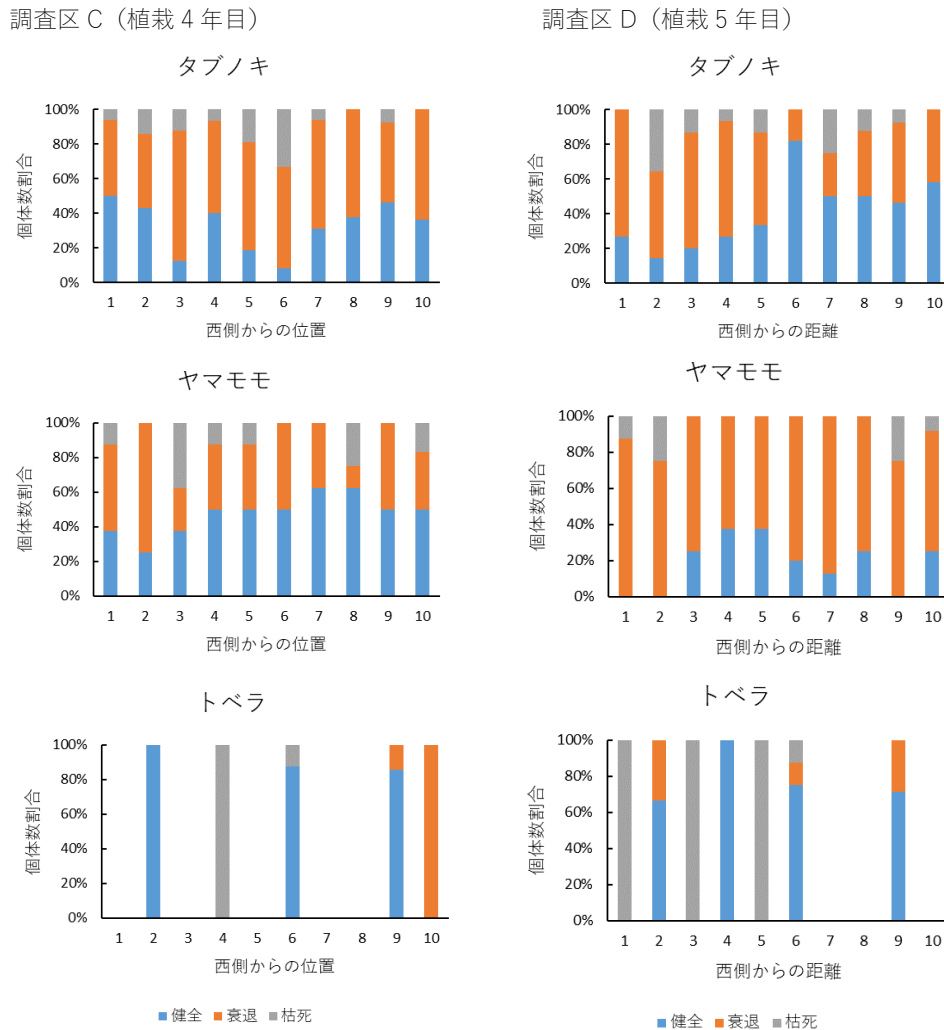 調査区 C（植栽 4 年目）
タブノキ
100%
80%
60%
40%
20%
0%
個体数割合
1 2 3 4 5 6 7 8 9 10
西側からの位置
ヤマモモ
100%
80%
60%
40%
20%
0%
個体数割合
1 2 3 4 5 6 7 8 9 10
西側からの位置
トベラ
100%
80%
60%
40%
20%
0%
個体数割合
1 2 3 4 5 6 7 8 9 10
西側からの位置
健全 衰退 枯死
調査区 D（植栽 5 年目）
タブノキ
100%
80%
60%
40%
20%
0%
個体数割合
1 2 3 4 5 6 7 8 9 10
西側からの距離
ヤマモモ
100%
80%
60%
40%
20%
0%
個体数割合
1 2 3 4 5 6 7 8 9 10
西側からの距離
トベラ
100%
80%
60%
40%
20%
0%
個体数割合
1 2 3 4 5 6 7 8 9 10
西側からの距離
健全 衰退 枯死